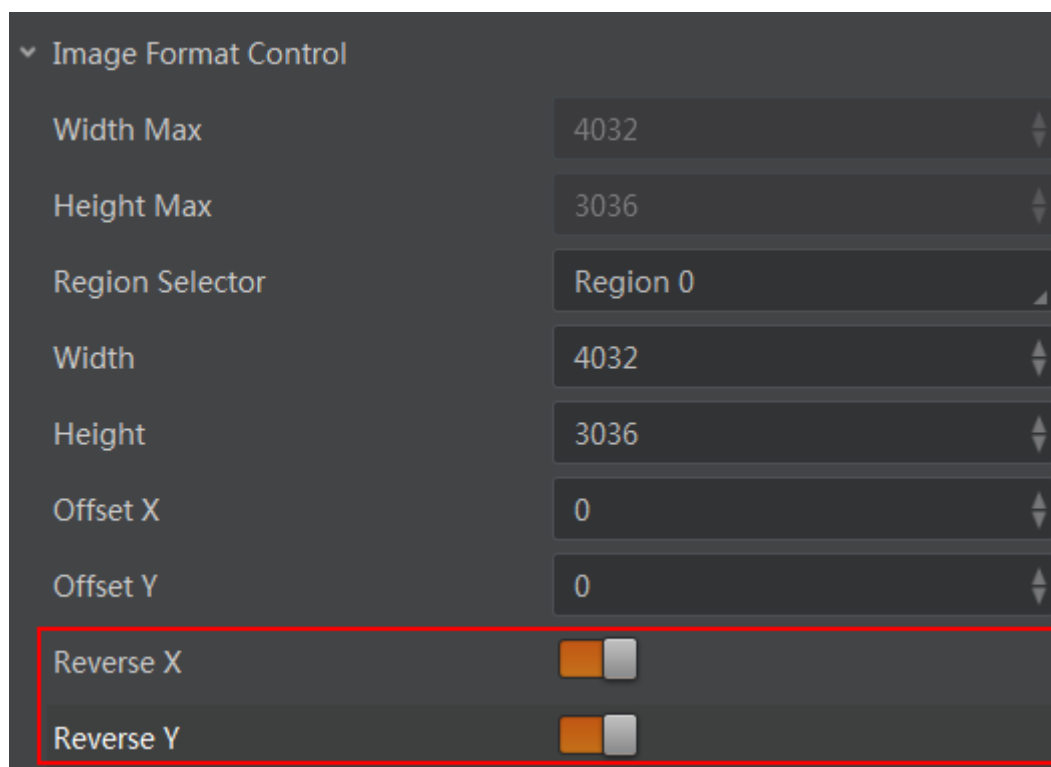 Image Format Control
Width Max 4032
Height Max 3036
Region Selector Region 0
Width 4032
Height 3036
Offset X 0
Offset Y 0
Reverse X
Reverse Y